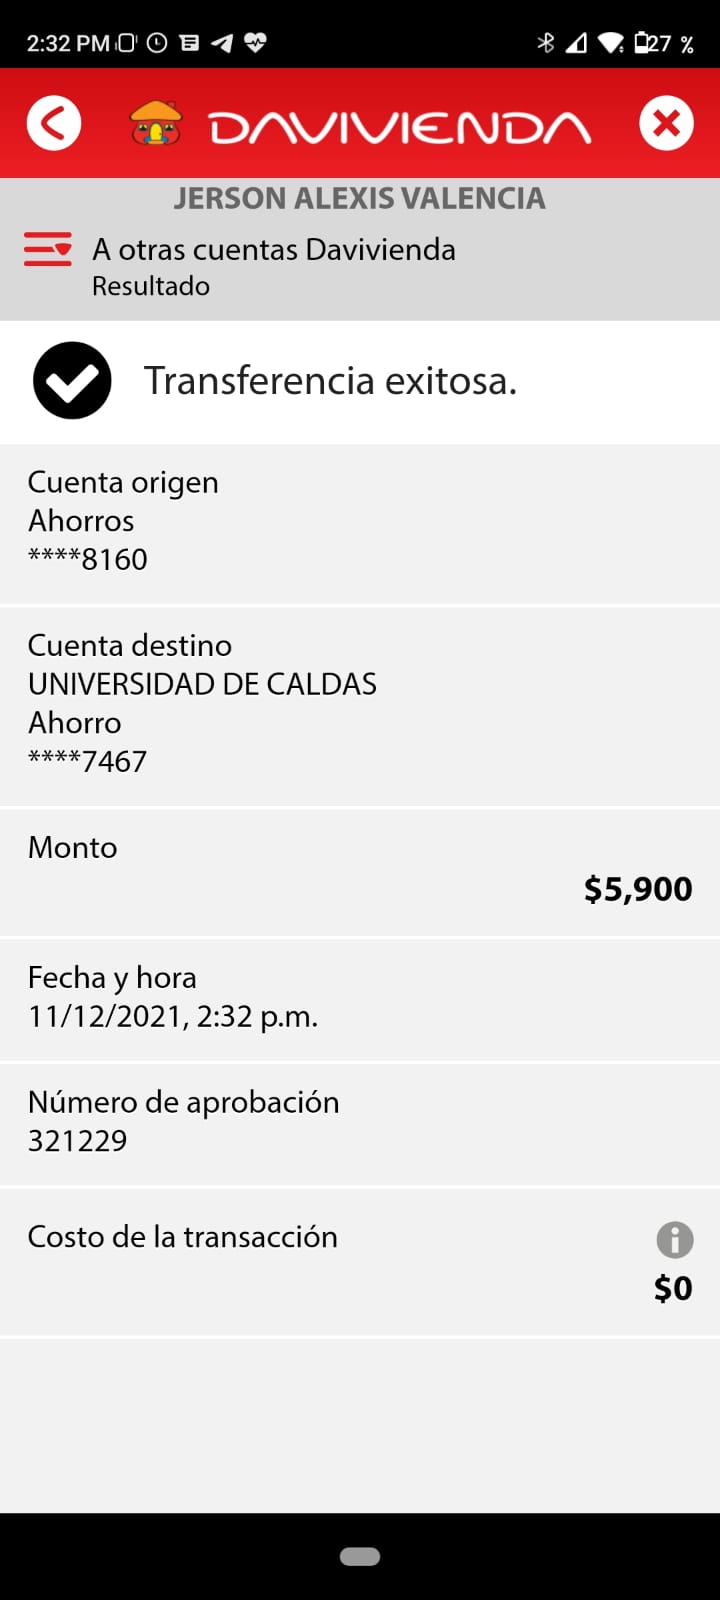 2:32 PM 27 %
DAVIVIENDA
JERSON ALEXIS VALENCIA
A otras cuentas Davivienda
Resultado
Transferencia exitosa.
Cuenta origen
Ahorros
****8160
Cuenta destino
UNIVERSIDAD DE CALDAS
Ahorro
****7467
Monto
$5,900
Fecha y hora
11/12/2021, 2:32 p.m.
Número de aprobación
321229
Costo de la transacción
$0